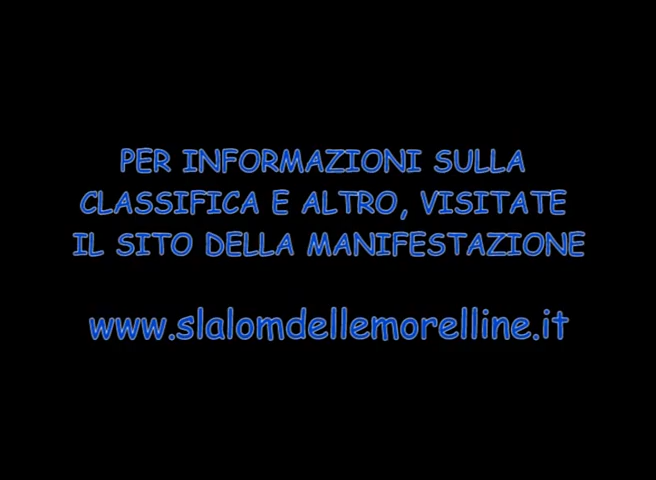 PER INFORMAZIONI SULLA
CLASSIFICA E ALTRO, VISITATE
IL SITO DELLA MANIFESTAZIONE
www.slalomdellemorelline.it